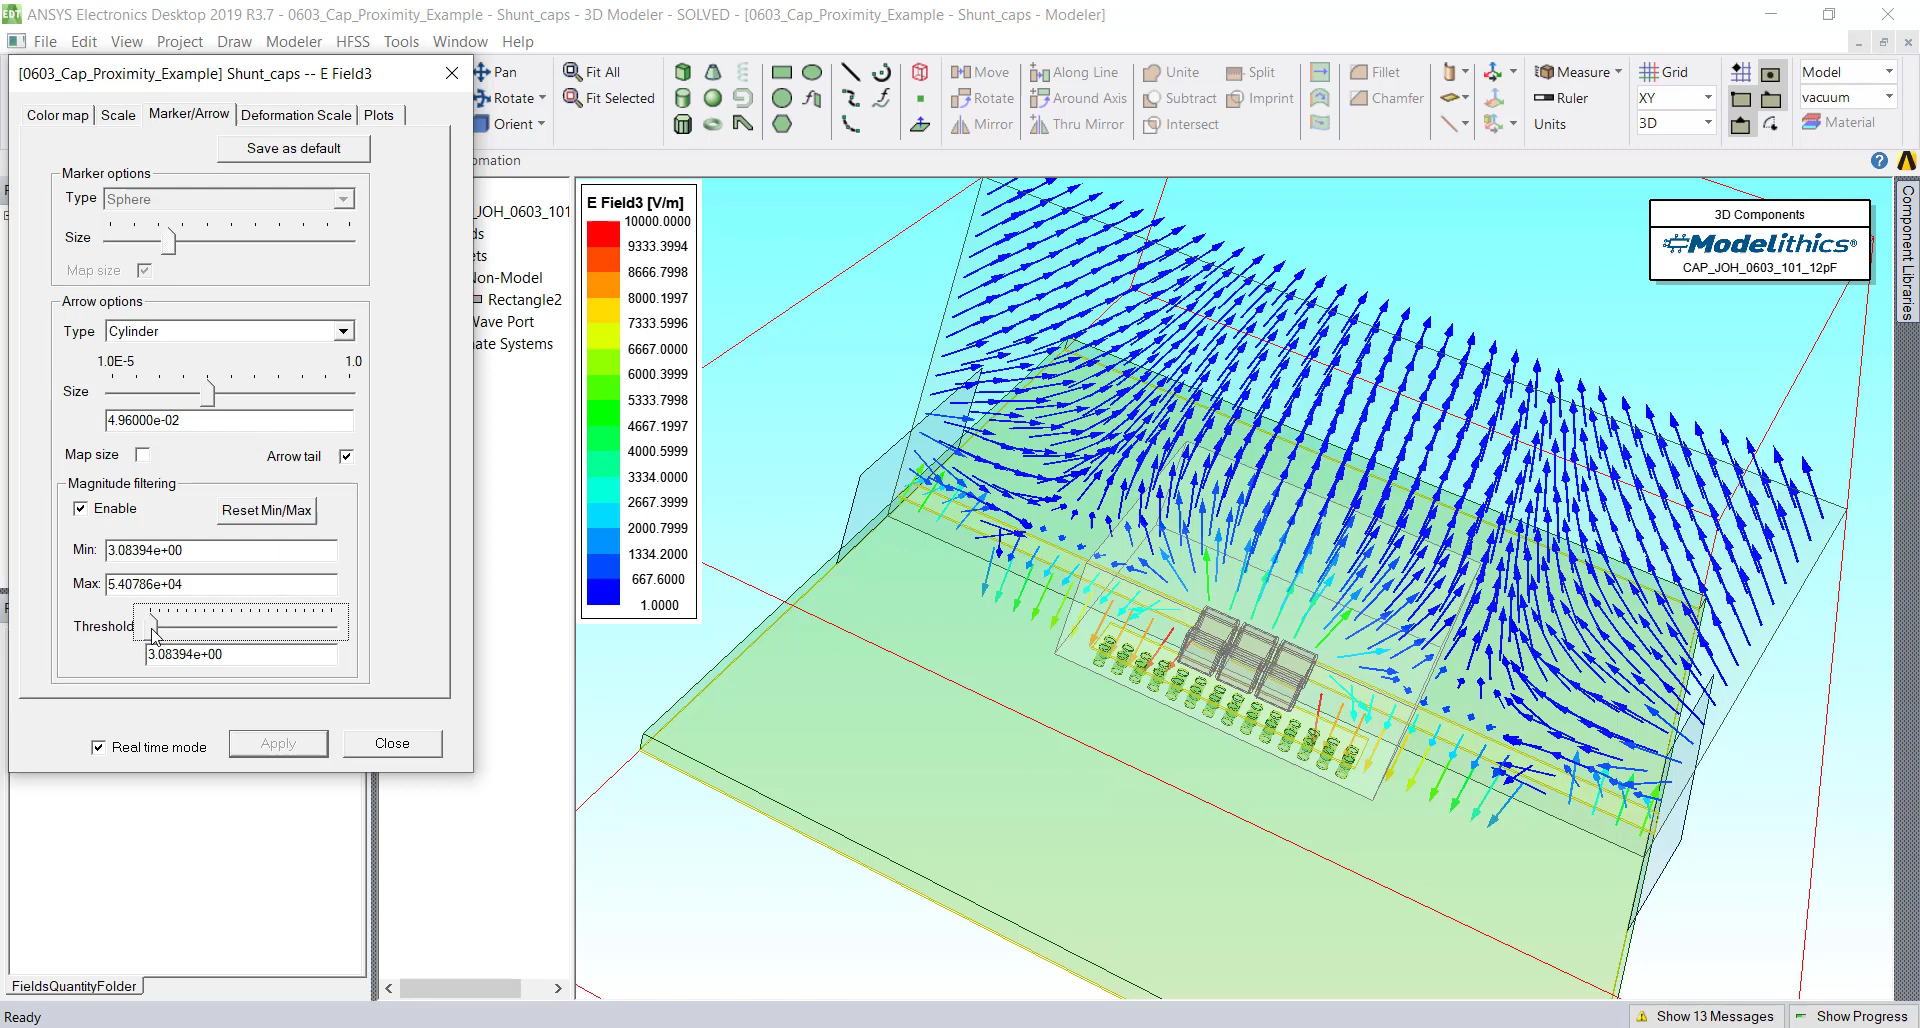 ANSYS Electronics Desktop 2019 R3.7 - 0603_Cap_Proximity_Example - Shunt_caps - 3D Modeler - SOLVED - [0603_Cap_Proximity_Example - Shunt_caps - Modeler]
File Edit View Project Draw Modeler HFSS Tools Window Help
[0603_Cap_Proximity_Example] Shunt_caps -- E Field3
Color map Scale Marker/Arrow Deformation Scale Plots
Save as default
Marker options
Type Sphere
Size
Map size
Arrow options
Type Cylinder
1.0E-5 1.0
Size
4.96000e-02
Map size Arrow tail
Magnitude filtering
Enable Reset Min/Max
Min: 3.08394e+00
Max: 5.40786e+04
Threshold
3.08394e+00
Real time mode Apply Close
FieldsQuantityFolder
Pan Fit All Move Along Line Unite Split Fillet Measure Grid Model
Rotate Fit Selected Rotate Around Axis Subtract Imprint Chamfer Ruler XY vacuum
Orient Mirror Thru Mirror Intersect Units 3D Material
omation
_JOH_0603_101
ds
ets
Non-Model
Rectangle2
Wave Port
nate Systems
E Field3 [V/m]
10000.0000
9333.3994
8666.7998
8000.1997
7333.5996
6667.0000
6000.3999
5333.7998
4667.1997
4000.5999
3334.0000
2667.3999
2000.7999
1334.2000
667.6000
1.0000
3D Components
Modelithics®
CAP_JOH_0603_101_12pF
Component Libraries
Ready
Show 13 Messages Show Progress